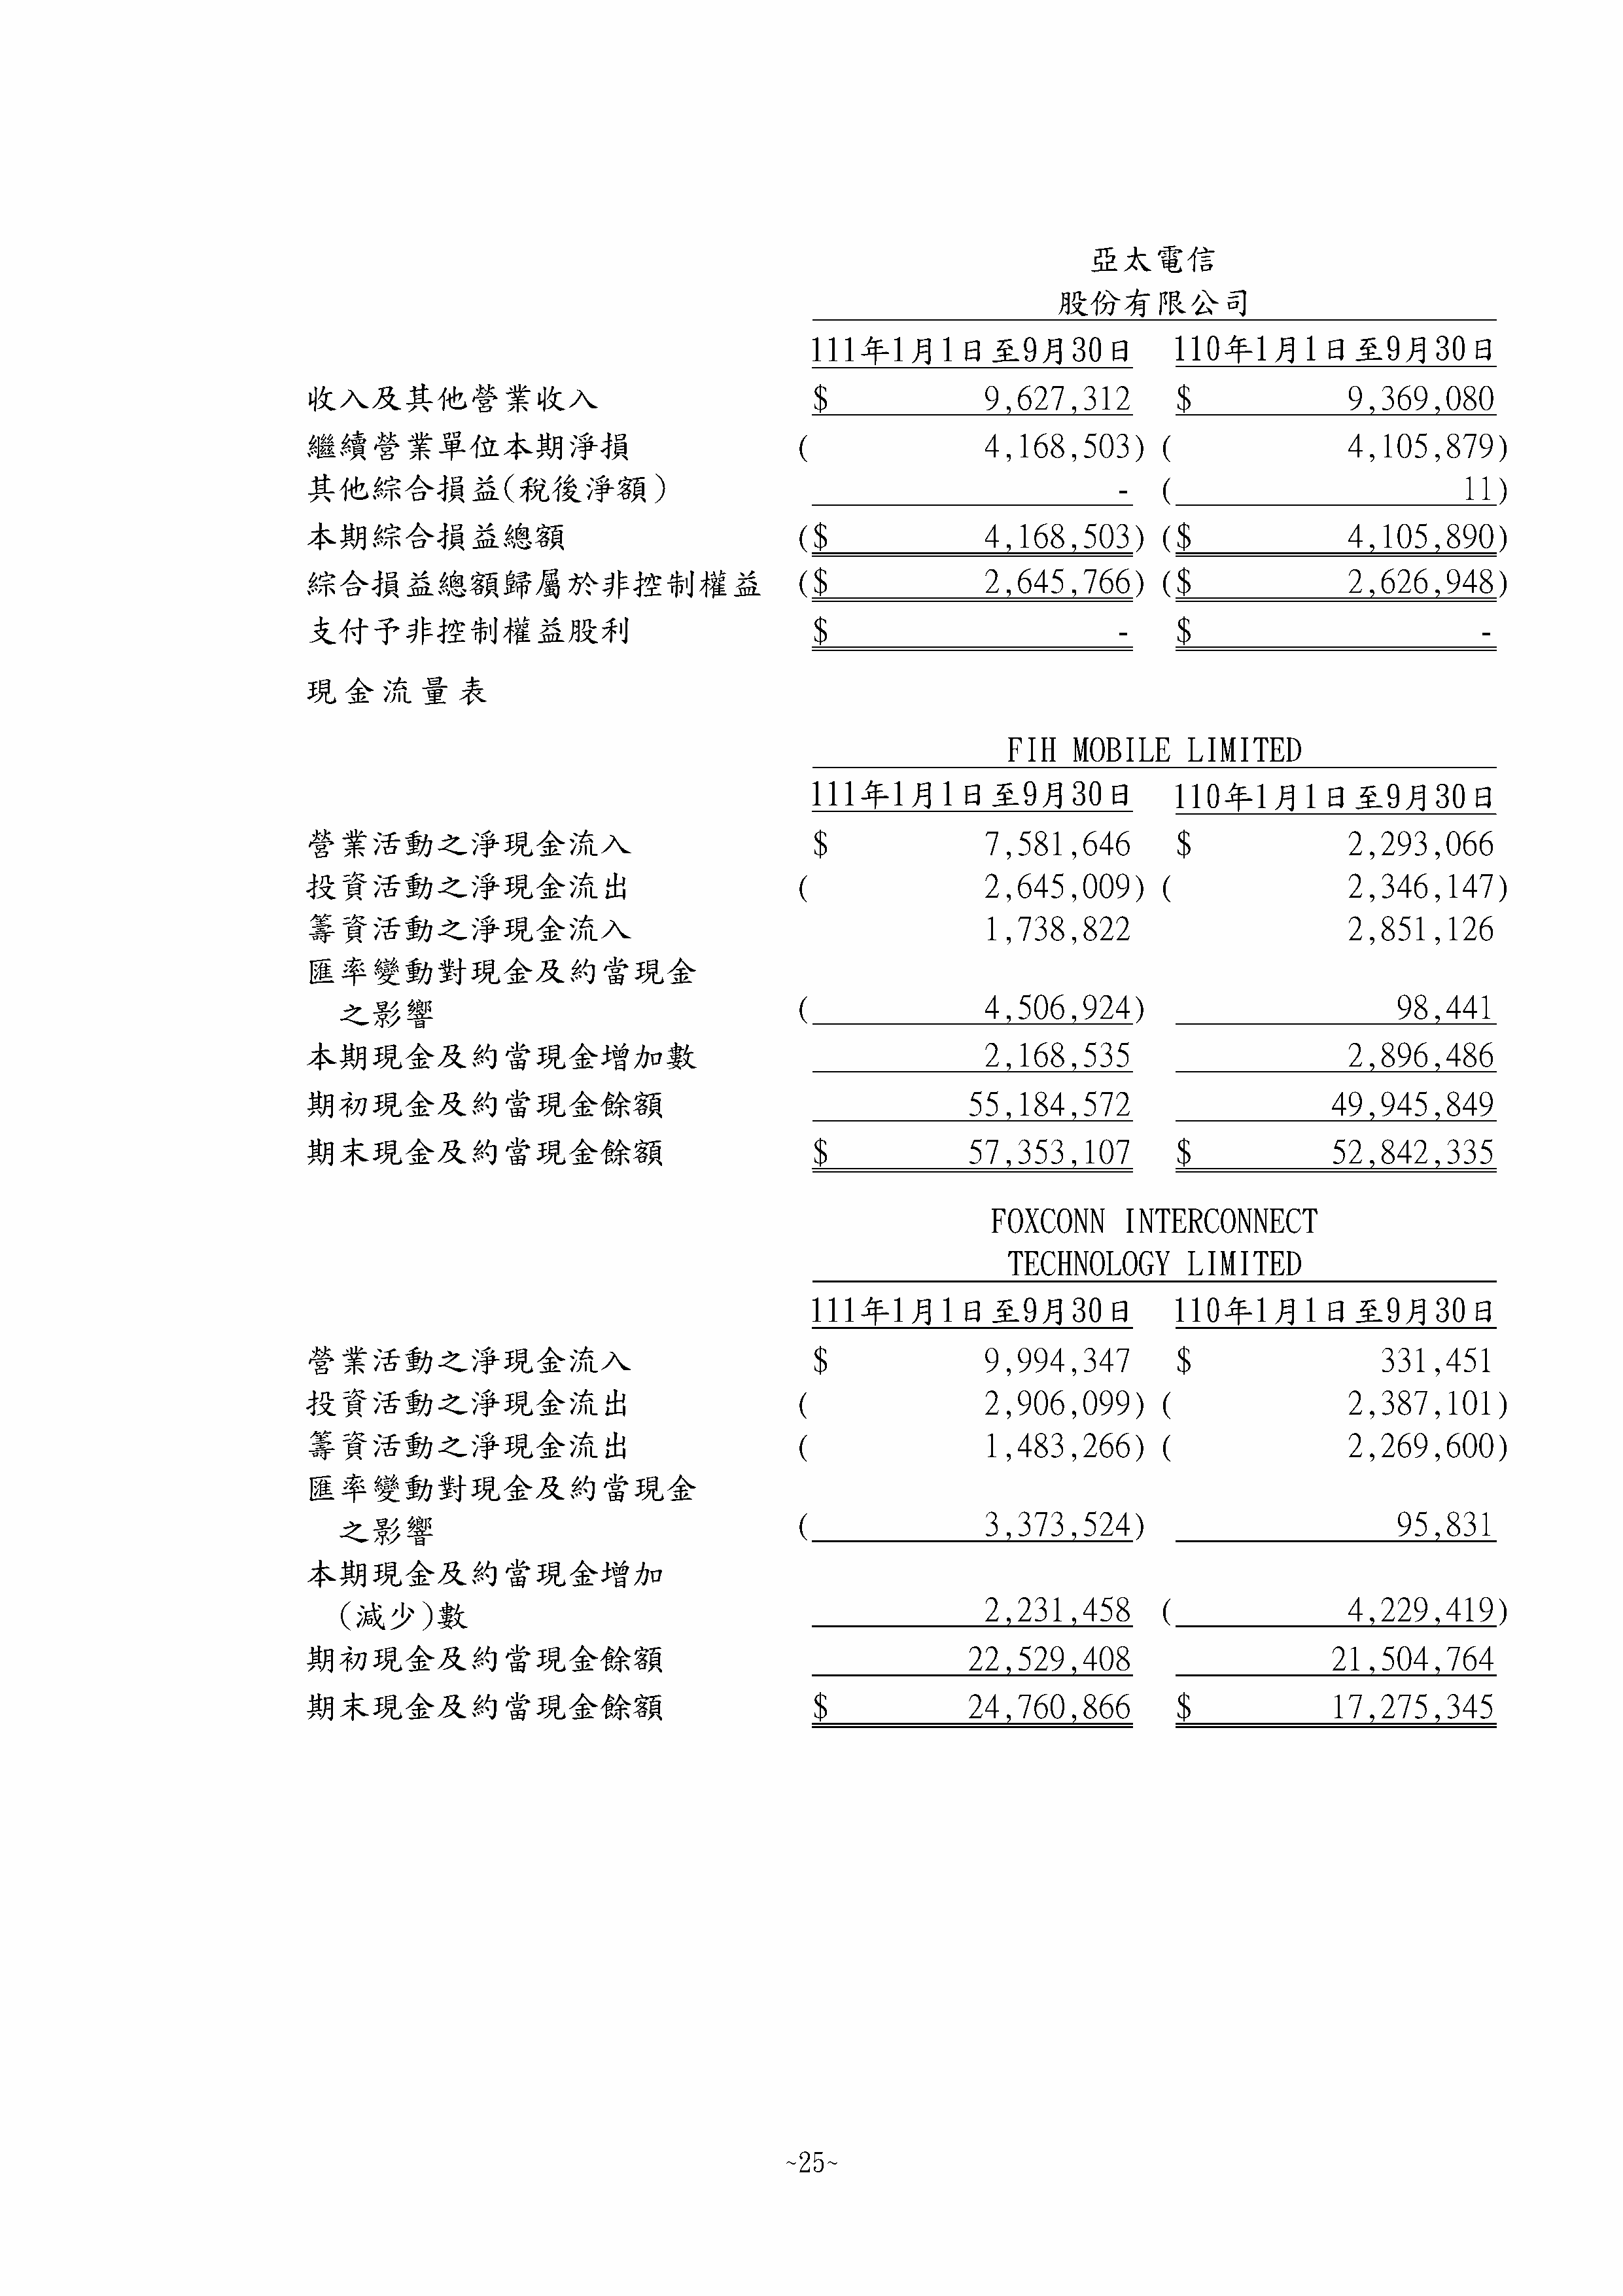 亞太電信
股份有限公司
111年1月1日至9月30日 110年1月1日至9月30日
收入及其他營業收入 $ 9,627,312 $ 9,369,080
繼續營業單位本期淨損 ( 4,168,503) ( 4,105,879)
其他綜合損益(稅後淨額) - ( 11)
本期綜合損益總額 ($ 4,168,503) ($ 4,105,890)
綜合損益總額歸屬於非控制權益 ($ 2,645,766) ($ 2,626,948)
支付予非控制權益股利 $ - $ -
現金流量表
FIH MOBILE LIMITED
111年1月1日至9月30日 110年1月1日至9月30日
營業活動之淨現金流入 $ 7,581,646 $ 2,293,066
投資活動之淨現金流出 ( 2,645,009) ( 2,346,147)
籌資活動之淨現金流入 1,738,822 2,851,126
匯率變動對現金及約當現金
之影響 ( 4,506,924) 98,441
本期現金及約當現金增加數 2,168,535 2,896,486
期初現金及約當現金餘額 55,184,572 49,945,849
期末現金及約當現金餘額 $ 57,353,107 $ 52,842,335
FOXCONN INTERCONNECT
TECHNOLOGY LIMITED
111年1月1日至9月30日 110年1月1日至9月30日
營業活動之淨現金流入 $ 9,994,347 $ 331,451
投資活動之淨現金流出 ( 2,906,099) ( 2,387,101)
籌資活動之淨現金流出 ( 1,483,266) ( 2,269,600)
匯率變動對現金及約當現金
之影響 ( 3,373,524) 95,831
本期現金及約當現金增加
(減少)數 2,231,458 ( 4,229,419)
期初現金及約當現金餘額 22,529,408 21,504,764
期末現金及約當現金餘額 $ 24,760,866 $ 17,275,345
~25~